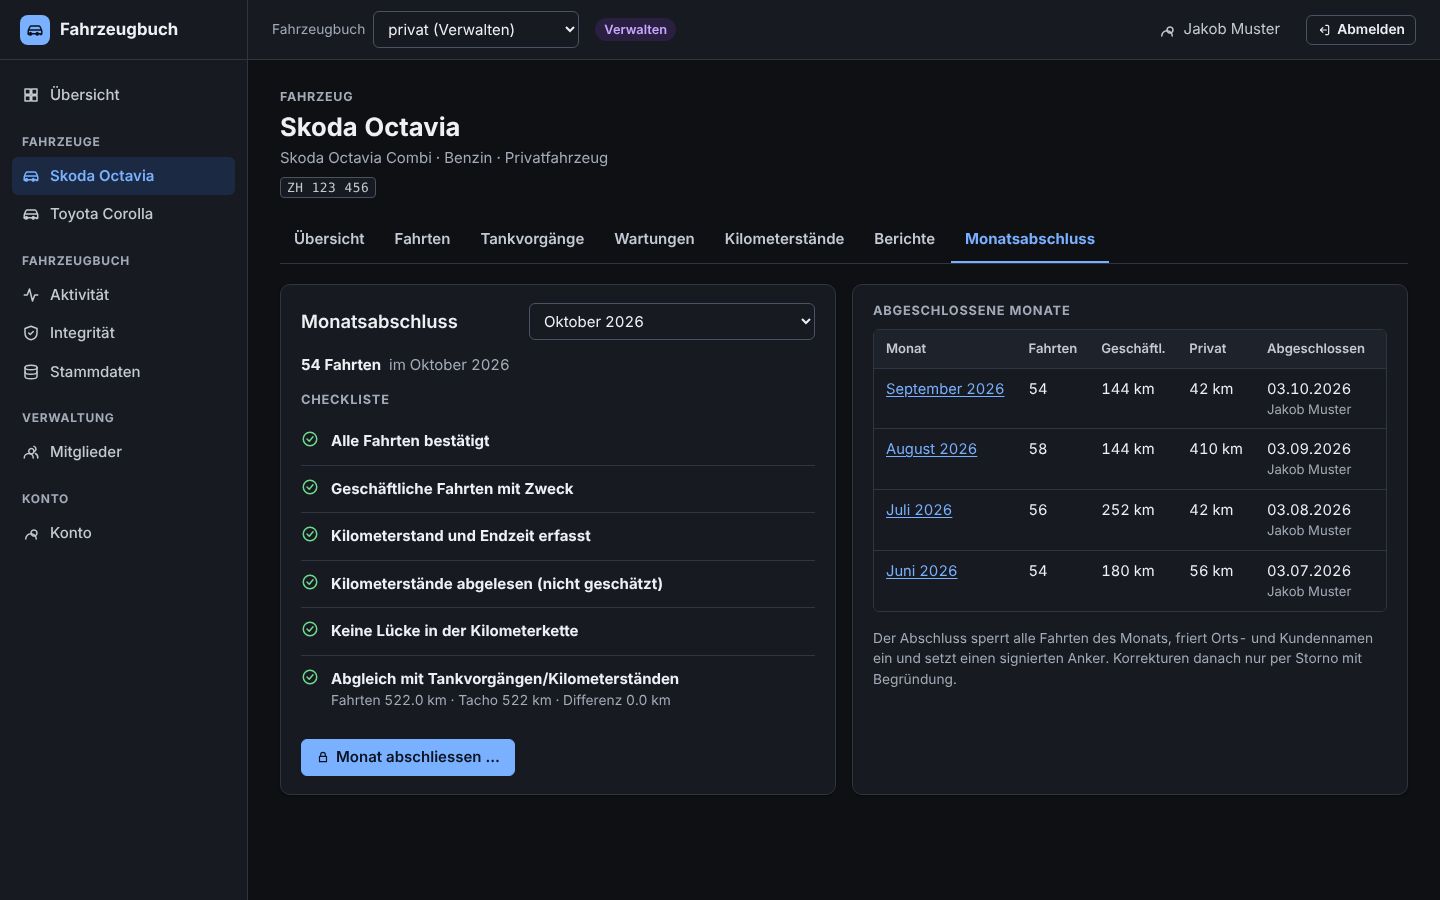 Fahrzeugbuch
Fahrzeugbuch privat (Verwalten) Verwalten
Jakob Muster Abmelden
Übersicht
FAHRZEUGE
Skoda Octavia
Toyota Corolla
FAHRZEUGBUCH
Aktivität
Integrität
Stammdaten
VERWALTUNG
Mitglieder
KONTO
Konto
FAHRZEUG
Skoda Octavia
Skoda Octavia Combi · Benzin · Privatfahrzeug
ZH 123 456
Übersicht Fahrten Tankvorgänge Wartungen Kilometerstände Berichte Monatsabschluss
Monatsabschluss Oktober 2026
54 Fahrten im Oktober 2026
CHECKLISTE
Alle Fahrten bestätigt
Geschäftliche Fahrten mit Zweck
Kilometerstand und Endzeit erfasst
Kilometerstände abgelesen (nicht geschätzt)
Keine Lücke in der Kilometerkette
Abgleich mit Tankvorgängen/Kilometerständen
Fahrten 522.0 km · Tacho 522 km · Differenz 0.0 km
Monat abschliessen ...
ABGESCHLOSSENE MONATE
Monat Fahrten Geschäftl. Privat Abgeschlossen
September 2026 54 144 km 42 km 03.10.2026
Jakob Muster
August 2026 58 144 km 410 km 03.09.2026
Jakob Muster
Juli 2026 56 252 km 42 km 03.08.2026
Jakob Muster
Juni 2026 54 180 km 56 km 03.07.2026
Jakob Muster
Der Abschluss sperrt alle Fahrten des Monats, friert Orts- und Kundennamen
ein und setzt einen signierten Anker. Korrekturen danach nur per Storno mit
Begründung.